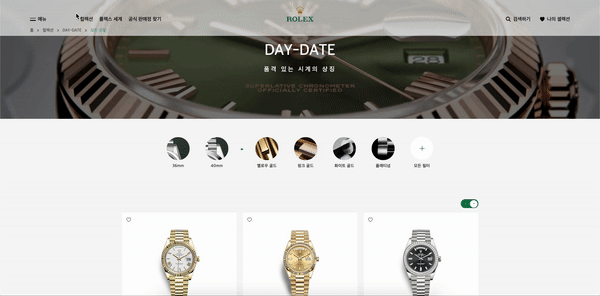 메뉴
컬렉션
롤렉스 세계
공식 판매점 찾기
ROLEX
검색하기
나의 셀렉션
홈 > 컬렉션 > DAY-DATE >
28
DAY-DATE
품격 있는 시계의 상징
SUPERLATIVE CHRONOMETER
OFFICIALLY CERTIFIED
36mm
40mm
옐로우 골드
핑크 골드
화이트 골드
플래티넘
모든 필터